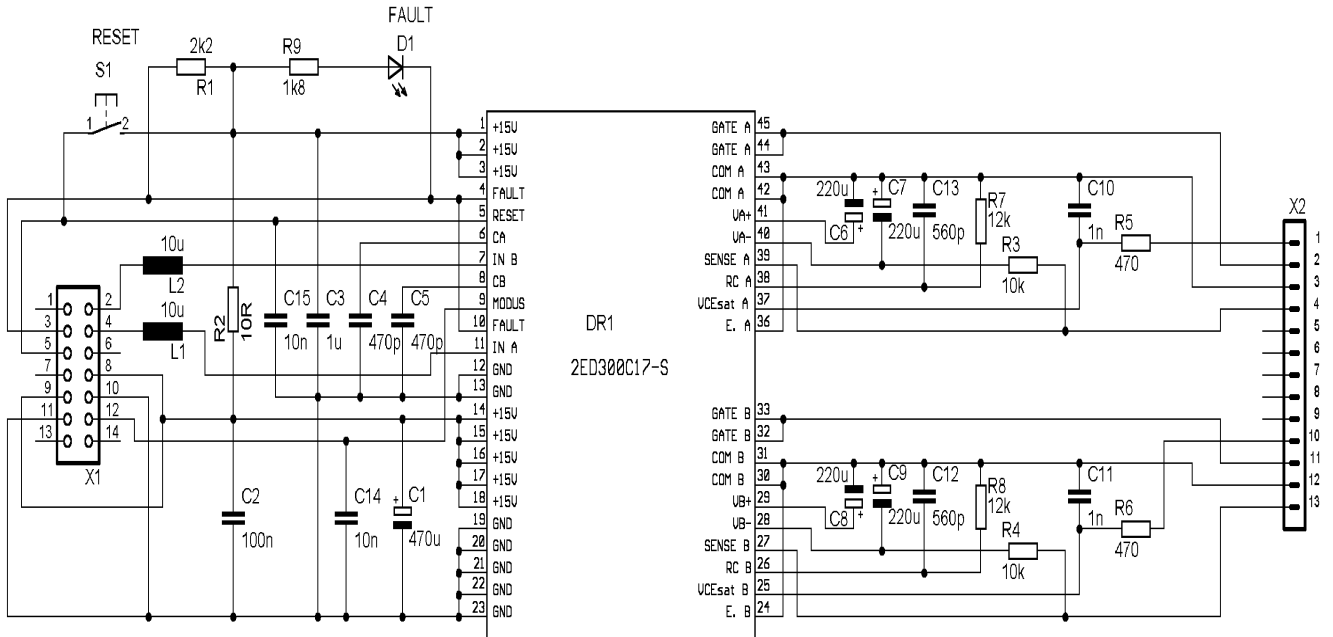 FAULT
RESET
2k2
R9
D1
S1
R1
1k8
1
2
1 +15V
2 +15V
3 +15V
4 FAULT
5 RESET
6 CA
7 IN B
8 CB
9 MODUS
10 FAULT
11 IN A
12 GND
13 GND
14 +15V
15 +15V
16 +15V
17 +15V
18 +15V
19 GND
20 GND
21 GND
22 GND
23 GND
DR1
2ED300C17-S
GATE A 45
GATE A 44
COM A 43
COM A 42
VA+ 41
VA- 40
SENSE A 39
RC A 38
VCEsat A 37
E. A 36
GATE B 33
GATE B 32
COM B 31
COM B 30
VB+ 29
VB- 28
SENSE B 27
RC B 26
VCEsat B 25
E. B 24
10u
L2
10u
L1
1 2
3 4
5 6
7 8
9 10
11 12
13 14
X1
R2
10R
C15
10n
C3
1u
C4
470p
C5
470p
C2
100n
C14
10n
+
C1
470u
220u
C6
+
+
C7
220u
C13
560p
R7
12k
R3
10k
C10
1n
R5
470
220u
C8
+
+
C9
220u
C12
560p
R8
12k
R4
10k
C11
1n
R6
470
X2
1
2
3
4
5
6
7
8
9
10
11
12
13